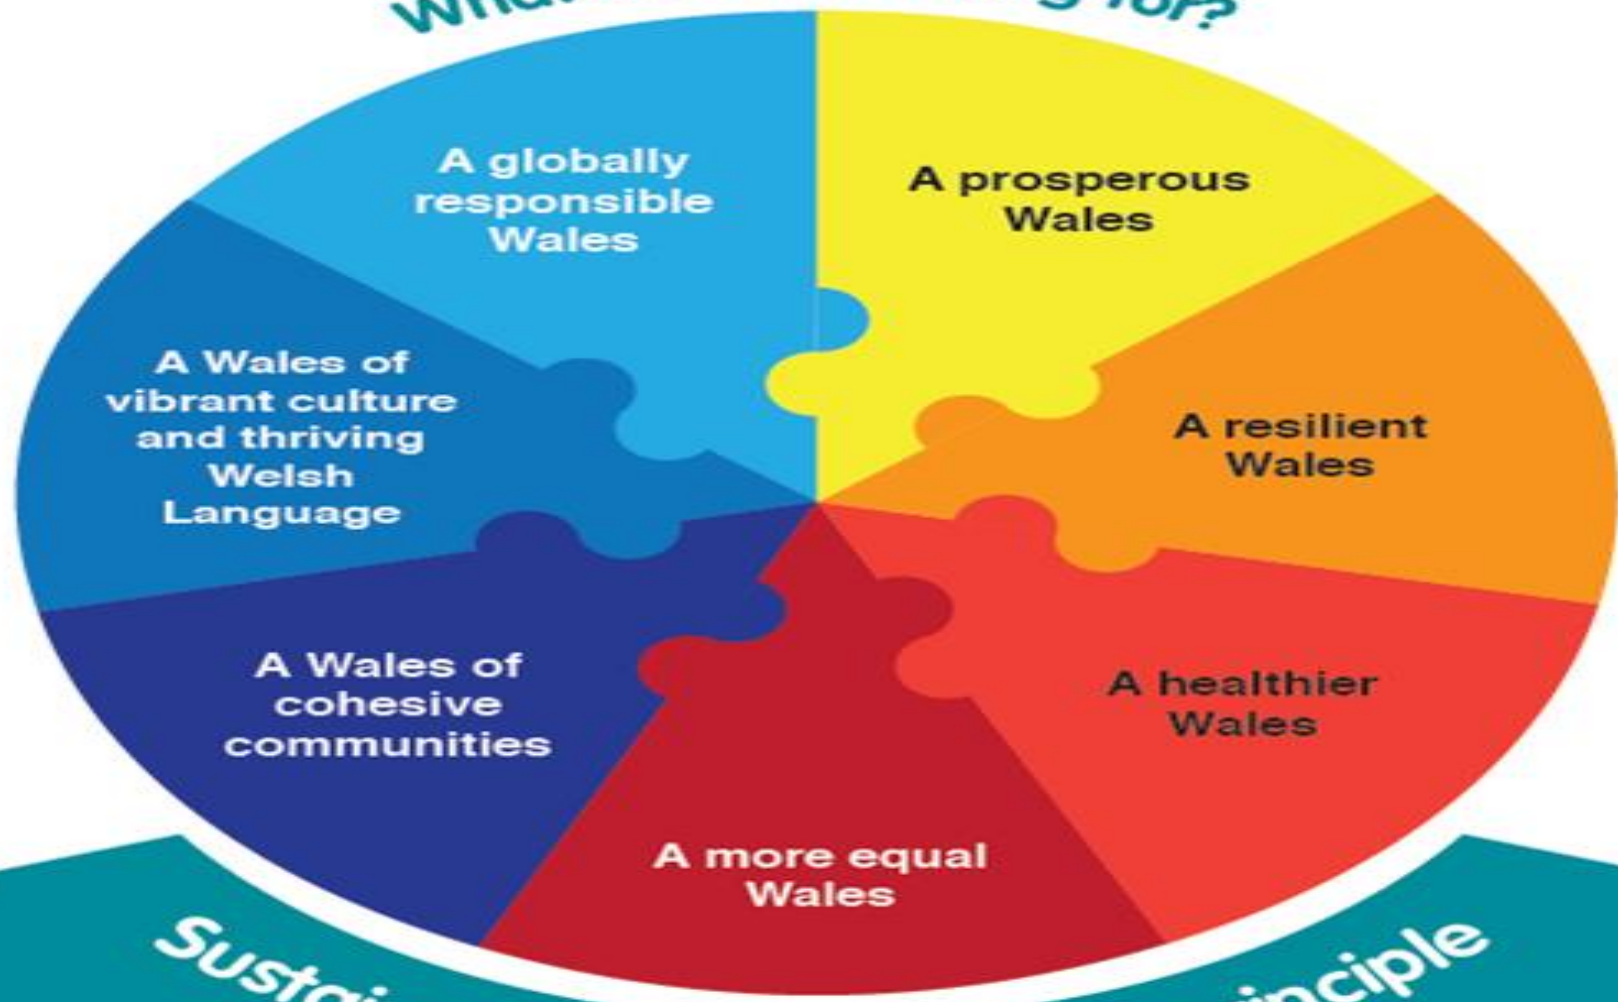 for?
A globally
responsible
Wales
A prosperous
Wales
A resilient
Wales
A healthier
Wales
A more equal
Wales
A Wales of
cohesive
communities
A Wales of
vibrant culture
and thriving
Welsh
Language